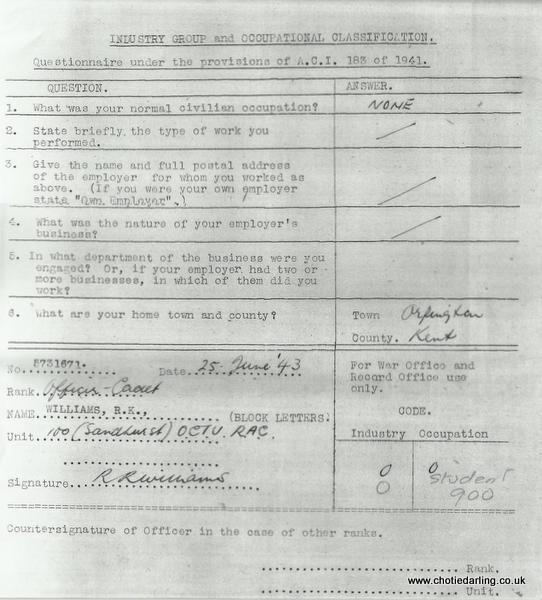 INDUSTRY GROUP and OCCUPATIONAL CLASSIFICATION.
Questionnaire under the provisions of A.C.I. 183 of 1941.
QUESTION. ANSWER.
1. What was your normal civilian occupation? NONE
2. State briefly the type of work you
performed.
3. Give the name and full postal address
of the employer for whom you worked as
above. (If you were your own employer
state "Own Employer".)
4. What was the nature of your employer's
business?
5. In what department of the business were you
engaged? Or, if your employer had two or
more businesses, in which of them did you
work?
6. What are your home town and county? Town Orpington
County. Kent
No. 5731671. Date 25 June '43
Rank Officer-Cadet
NAME. WILLIAMS, R.K., (BLOCK LETTERS.
Unit. 100 (Sandhurst) OCTU. RAC.
Signature R K Williams
For War Office and
Record Office use
only.
CODE.
Industry Occupation
0 0
0 Student
900
Countersignature of Officer in the case of other ranks.
Rank.
Unit.
www.chotiedarling.co.uk